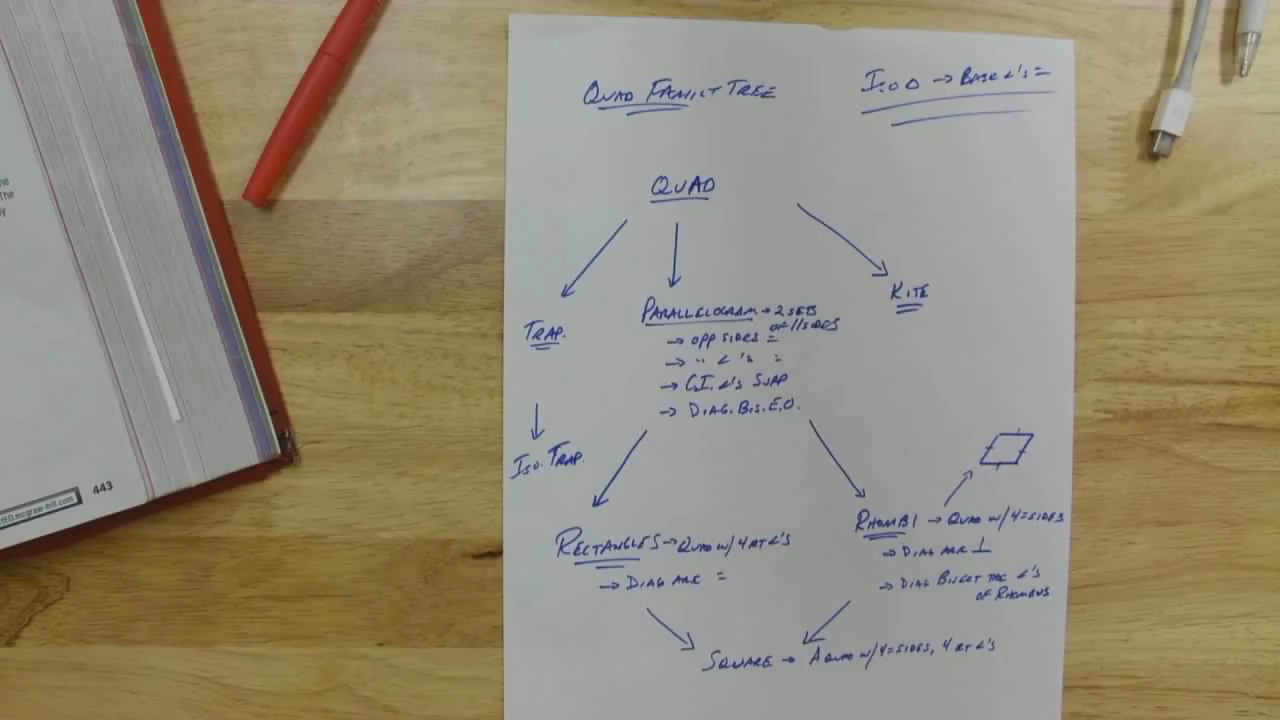 QUAD FAMILY TREE
ISO Δ → BASE ∠'s =
QUAD
TRAP.
PARALLELOGRAM → 2 SETS
OF // SIDES
→ OPP SIDES =
→ " ∠'s =
→ C.I. ∠'s SUPP
→ DIAG. BIS. E.O.
KITE
ISO. TRAP.
RECTANGLES → QUAD W/ 4 RT ∠'s
→ DIAG ARE =
RHOMBI → QUAD W/ 4 = SIDES
→ DIAG ARE ⊥
→ DIAG BISECT THE ∠'s
OF RHOMBUS
SQUARE → A QUAD W/ 4 = SIDES, 4 RT ∠'s
The
443